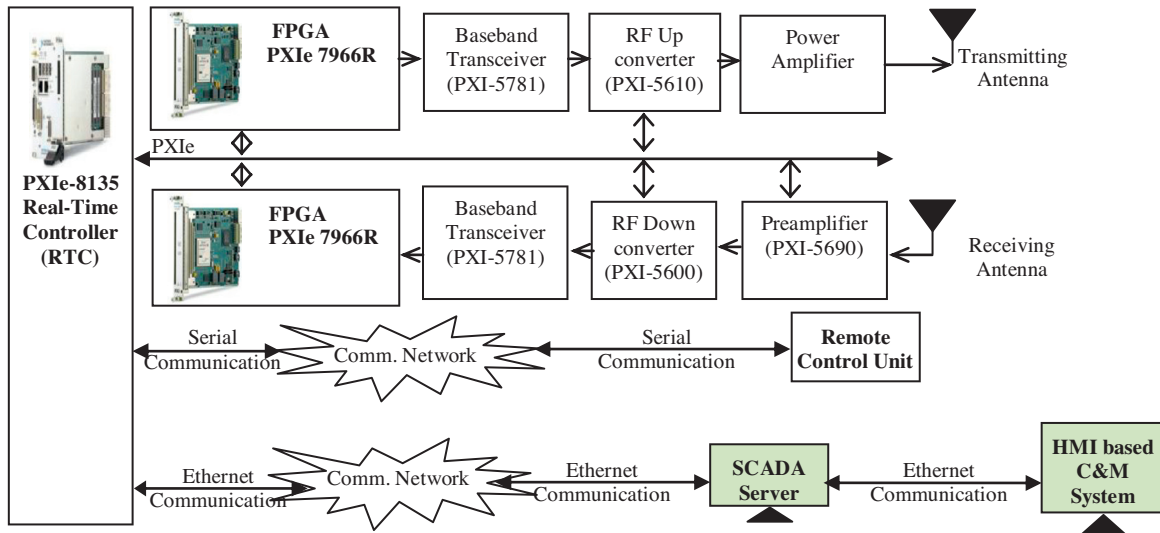 FPGA
PXIe 7966R
Baseband
Transceiver
(PXI-5781)
RF Up
converter
(PXI-5610)
Power
Amplifier
Transmitting
Antenna
PXIe
PXIe-8135
Real-Time
Controller
(RTC)
FPGA
PXIe 7966R
Baseband
Transceiver
(PXI-5781)
RF Down
converter
(PXI-5600)
Preamplifier
(PXI-5690)
Receiving
Antenna
Serial
Communication
Comm. Network
Serial
Communication
Remote
Control Unit
Ethernet
Communication
Comm. Network
Ethernet
Communication
SCADA
Server
Ethernet
Communication
HMI based
C&M
System